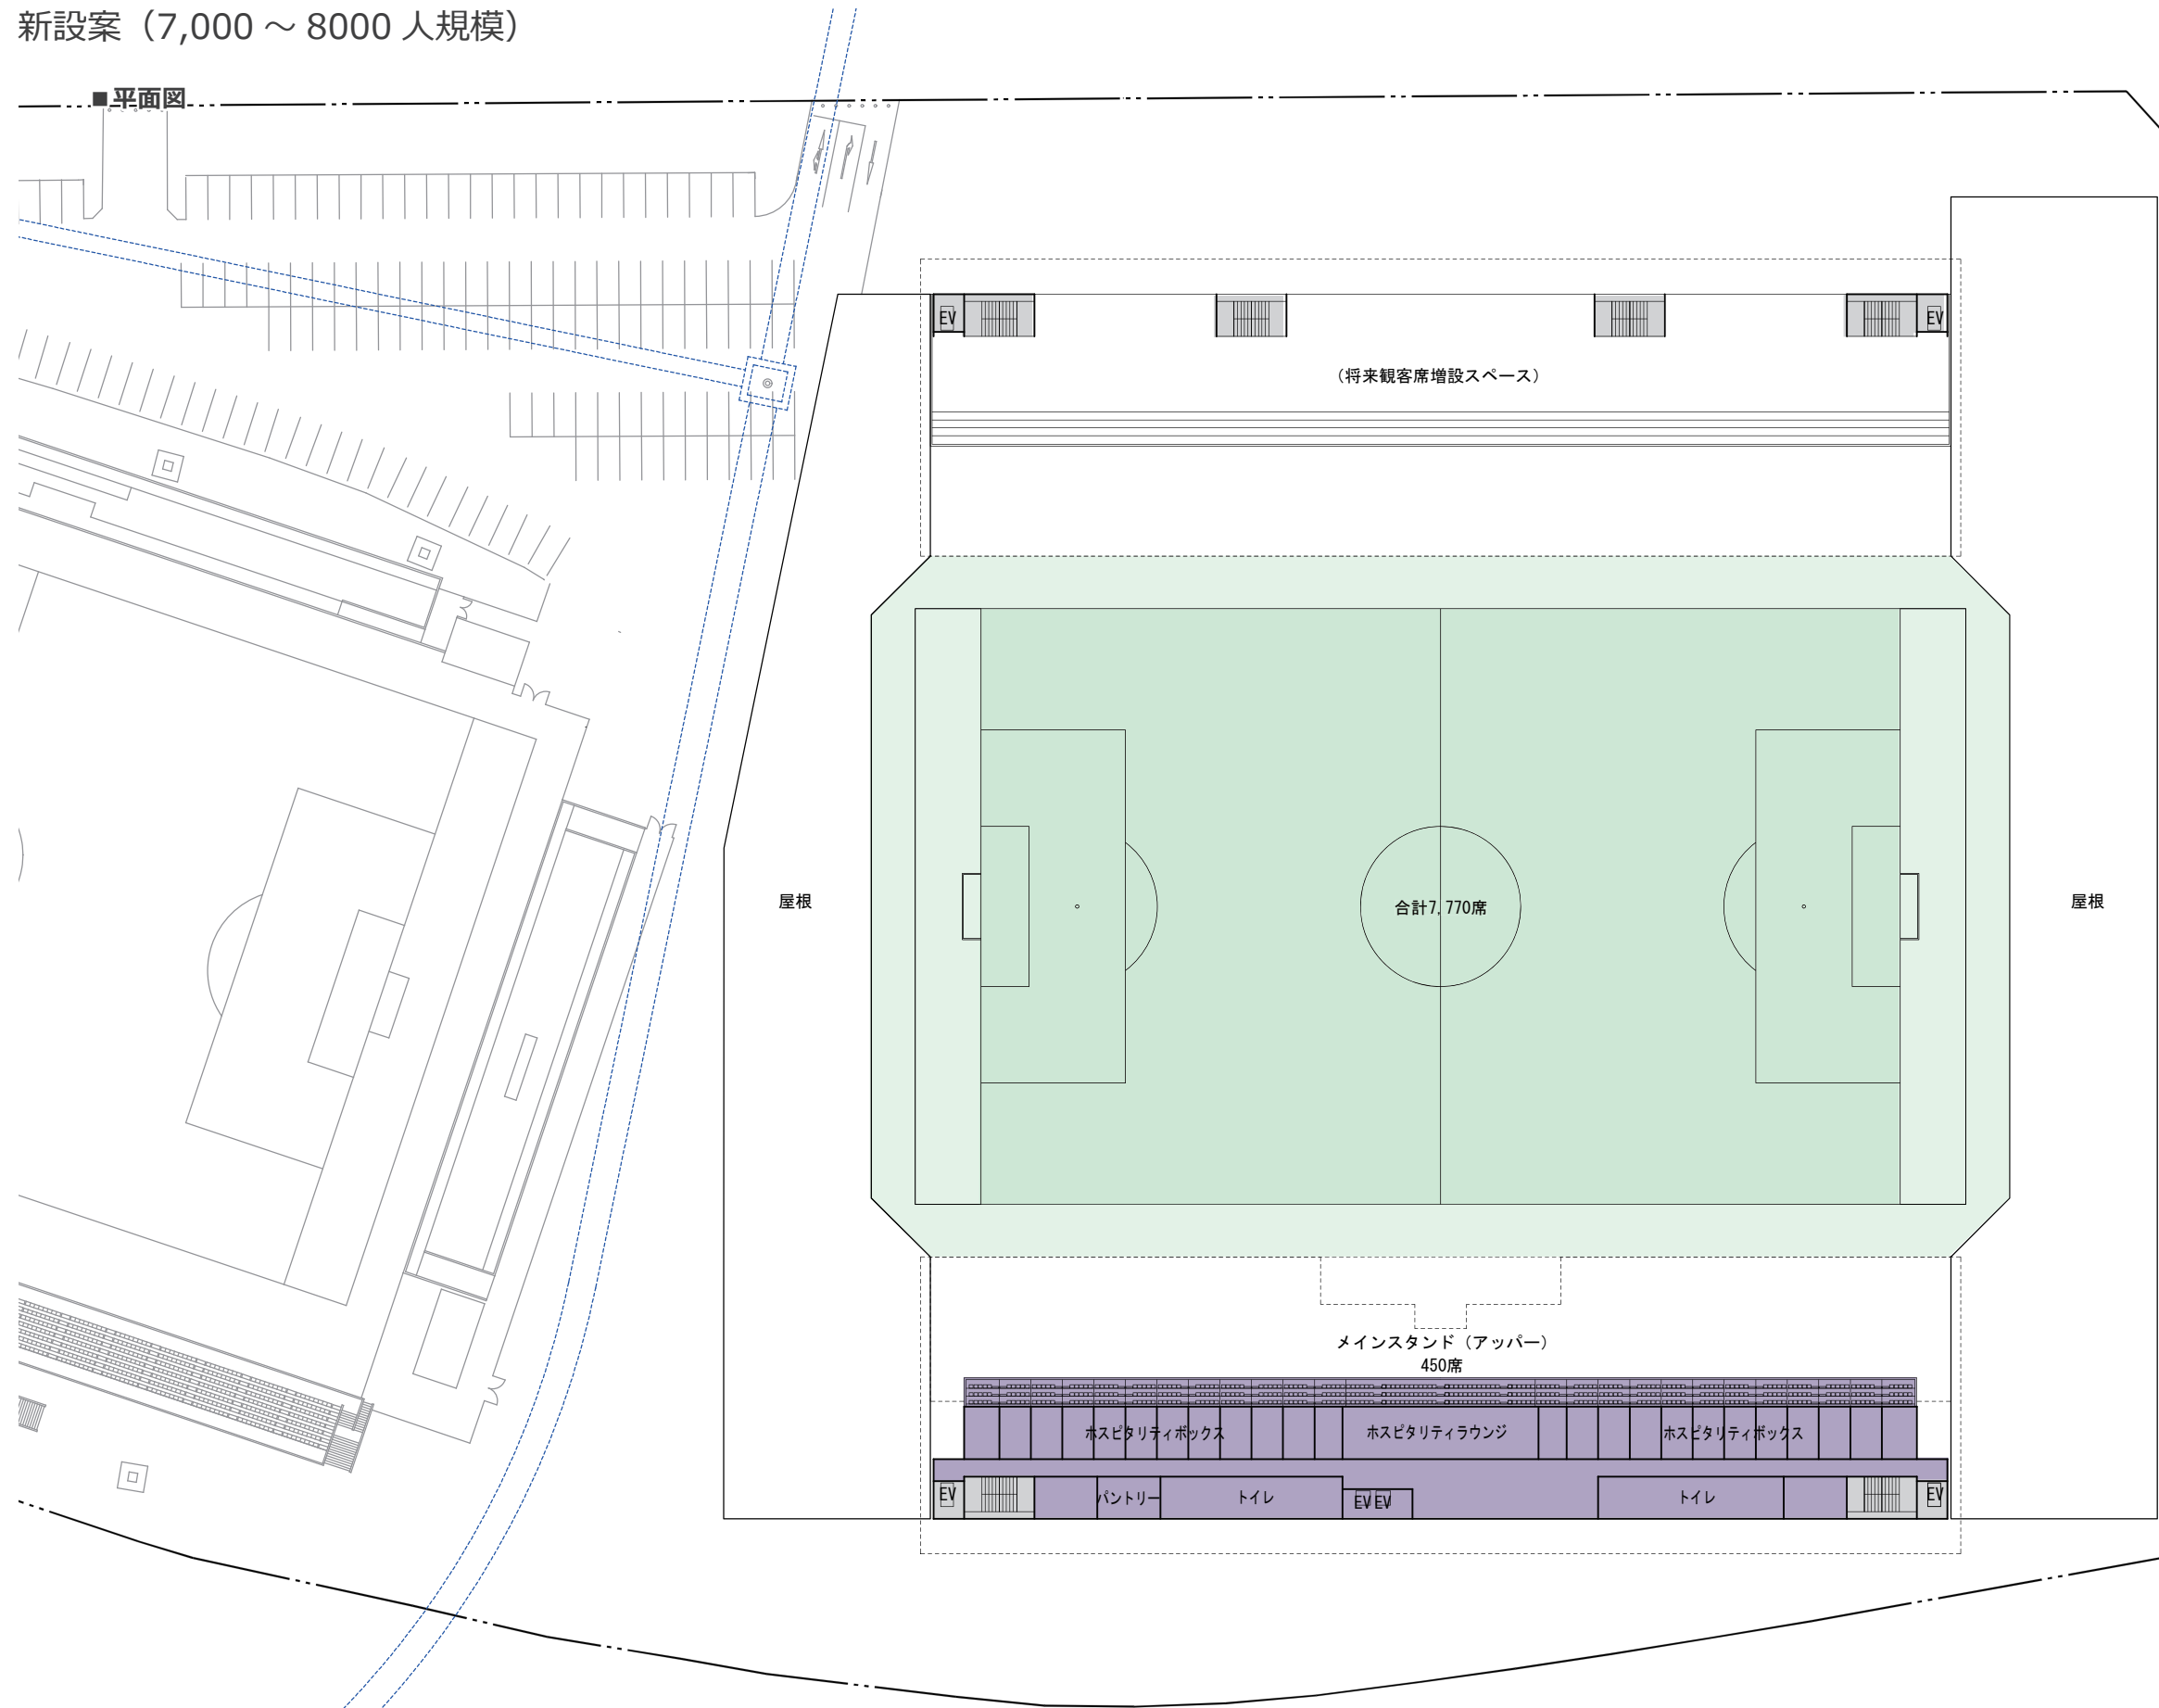 新設案（7,000 ～ 8000 人規模）
■平面図
EV
EV
（将来観客席増設スペース）
屋根
合計7,770席
屋根
メインスタンド（アッパー）
450席
ホスピタリティボックス
ホスピタリティラウンジ
ホスピタリティボックス
EV
パントリー
トイレ
EV EV
トイレ
EV